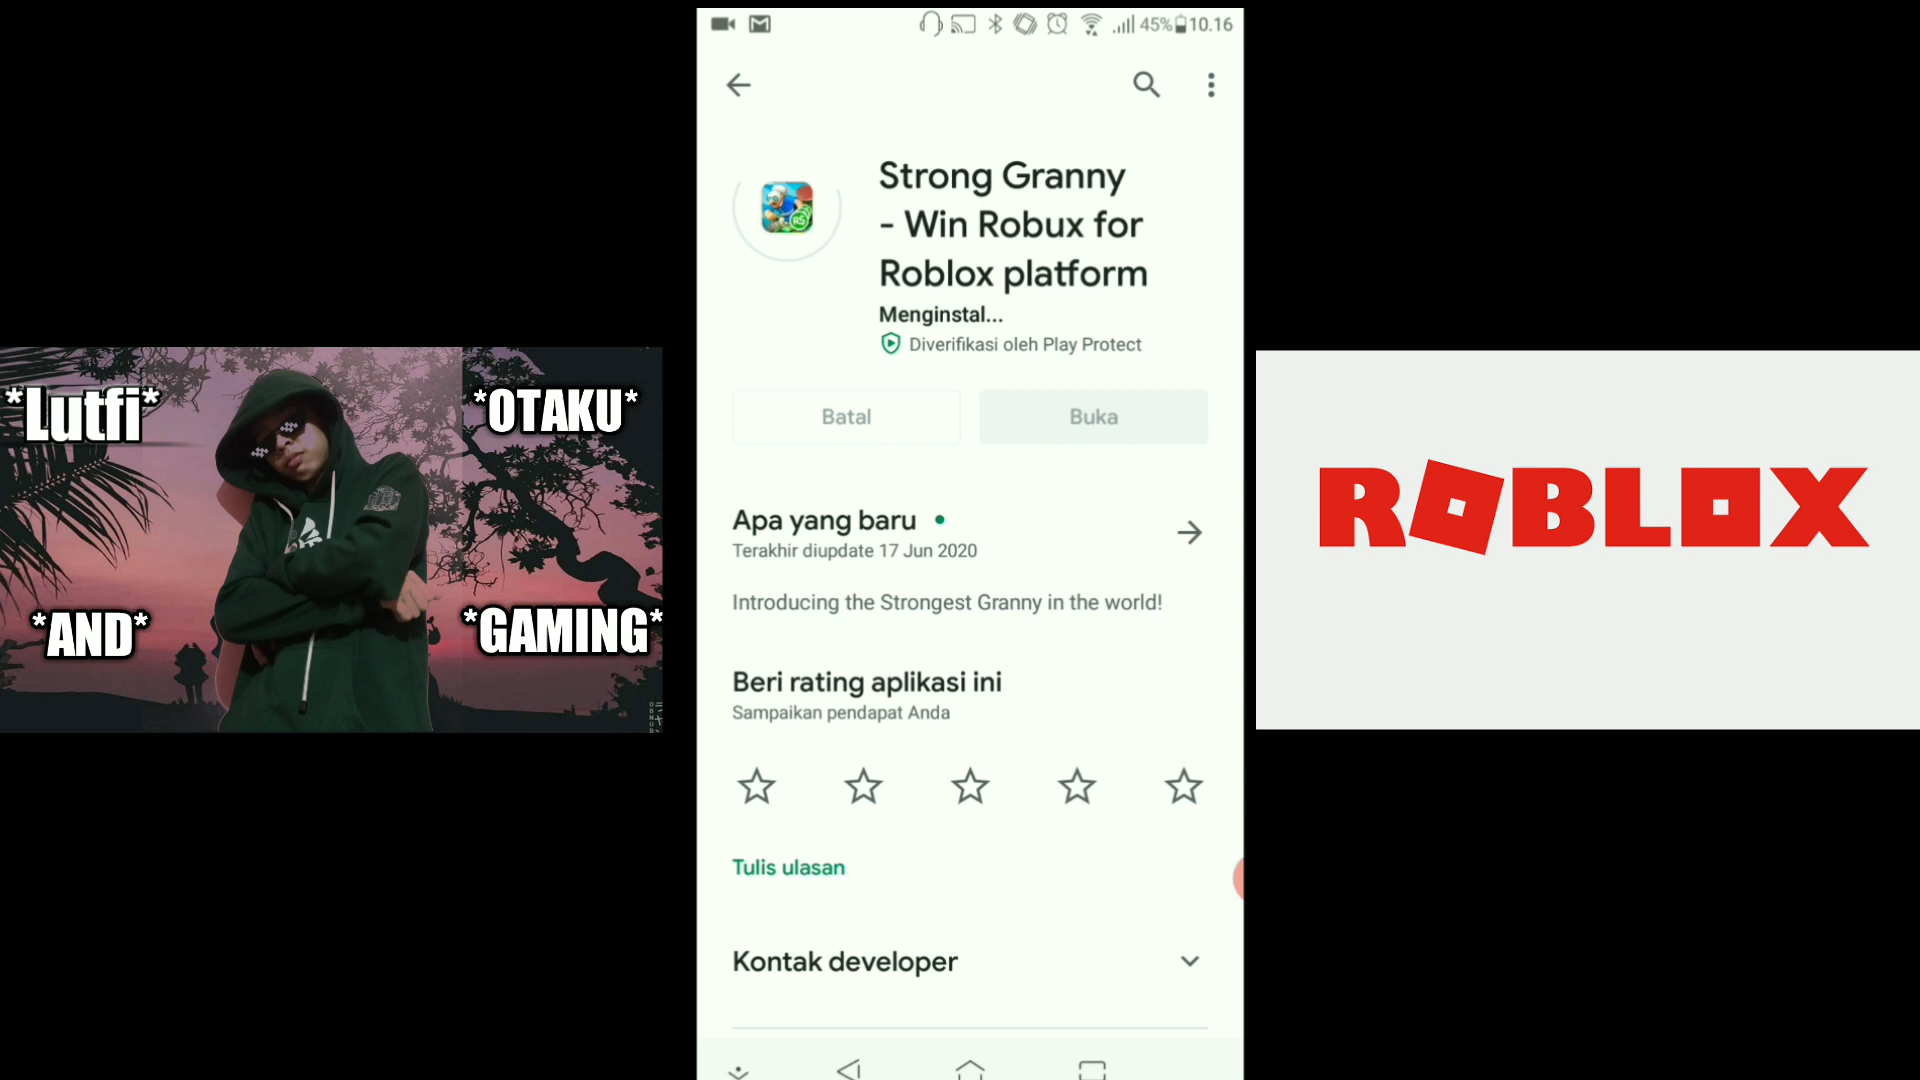 45% 10.16
Strong Granny
- Win Robux for
Roblox platform
Menginstal...
Diverifikasi oleh Play Protect
Batal
Buka
Apa yang baru
Terakhir diupdate 17 Jun 2020
Introducing the Strongest Granny in the world!
Beri rating aplikasi ini
Sampaikan pendapat Anda
Tulis ulasan
Kontak developer
*Lutfi*
*OTAKU*
*AND*
*GAMING*
ROBLOX